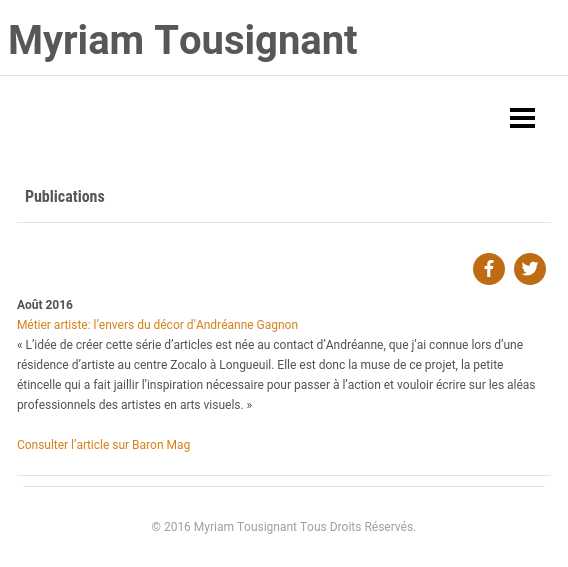 Myriam Tousignant
Publications
Août 2016
Métier artiste: l’envers du décor d’Andréanne Gagnon
« L’idée de créer cette série d’articles est née au contact d’Andréanne, que j’ai connue lors d’une
résidence d’artiste au centre Zocalo à Longueuil. Elle est donc la muse de ce projet, la petite
étincelle qui a fait jaillir l’inspiration nécessaire pour passer à l’action et vouloir écrire sur les aléas
professionnels des artistes en arts visuels. »
Consulter l’article sur Baron Mag
© 2016 Myriam Tousignant Tous Droits Réservés.